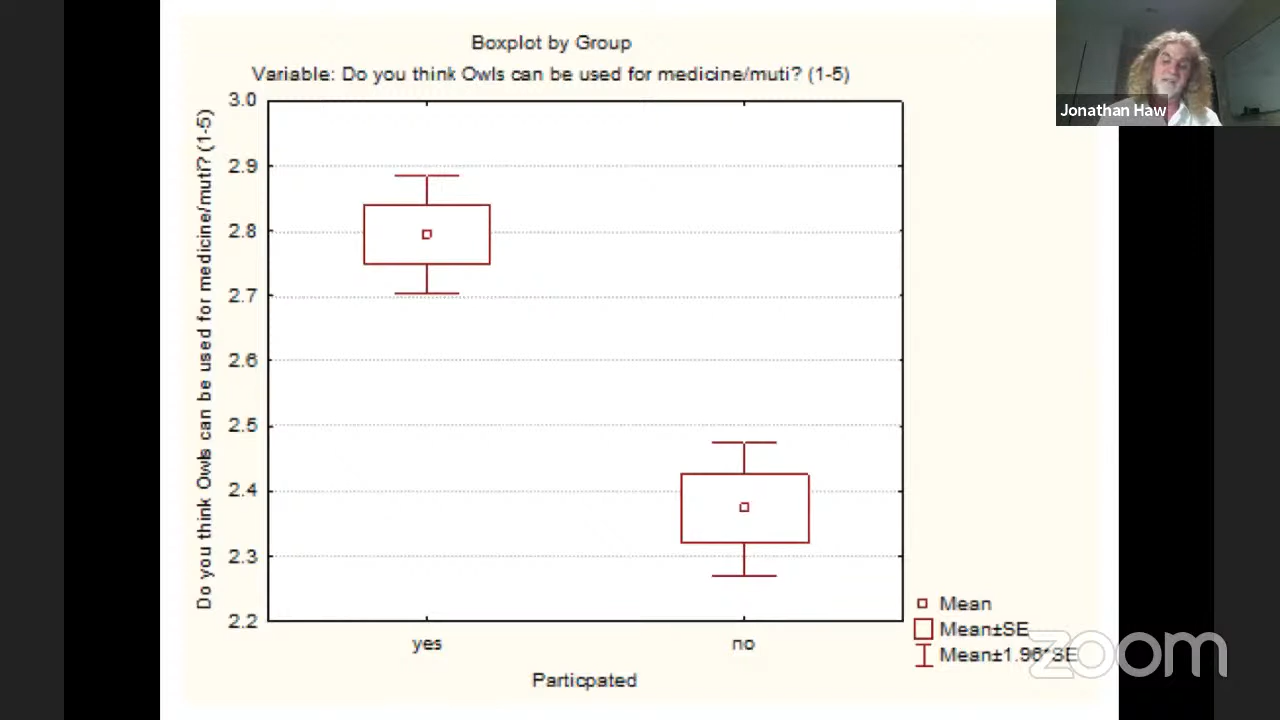 Boxplot by Group
Variable: Do you think Owls can be used for medicine/muti? (1-5)
Jonathan Haw
Do you think Owls can be used for medicine/muti? (1-5)
3.0
2.9
2.8
2.7
2.6
2.5
2.4
2.3
2.2
yes
no
Particpated
Mean
Mean±SE
Mean±1.96*SE
zoom